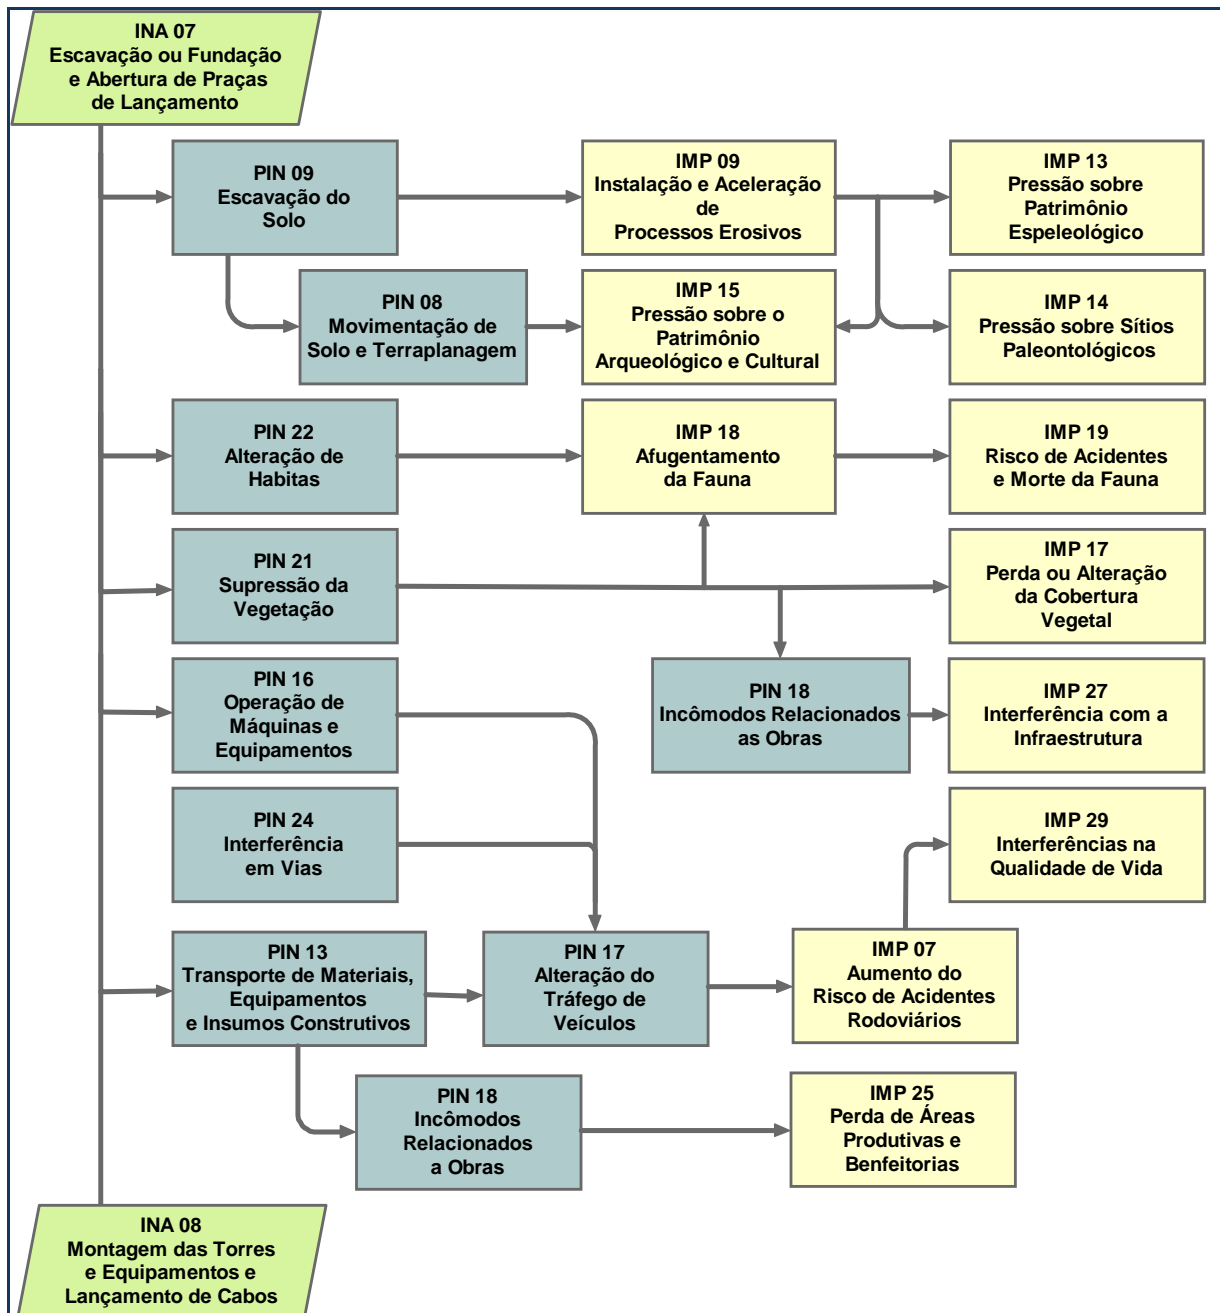 INA 07
Escavação ou Fundação
e Abertura de Praças
de Lançamento
PIN 09
Escavação do
Solo
IMP 09
Instalação e Aceleração
de
Processos Erosivos
IMP 13
Pressão sobre
Patrimônio
Espeleológico
PIN 08
Movimentação de
Solo e Terraplanagem
IMP 15
Pressão sobre o
Patrimônio
Arqueológico e Cultural
IMP 14
Pressão sobre Sítios
Paleontológicos
PIN 22
Alteração de
Habitas
IMP 18
Afugentamento
da Fauna
IMP 19
Risco de Acidentes
e Morte da Fauna
PIN 21
Supressão da
Vegetação
IMP 17
Perda ou Alteração
da Cobertura
Vegetal
PIN 16
Operação de
Máquinas e
Equipamentos
PIN 18
Incômodos Relacionados
as Obras
IMP 27
Interferência com a
Infraestrutura
PIN 24
Interferência
em Vias
IMP 29
Interferências na
Qualidade de Vida
PIN 13
Transporte de Materiais,
Equipamentos
e Insumos Construtivos
PIN 17
Alteração do
Tráfego de
Veículos
IMP 07
Aumento do
Risco de Acidentes
Rodoviários
PIN 18
Incômodos
Relacionados
a Obras
IMP 25
Perda de Áreas
Produtivas e
Benfeitorias
INA 08
Montagem das Torres
e Equipamentos e
Lançamento de Cabos